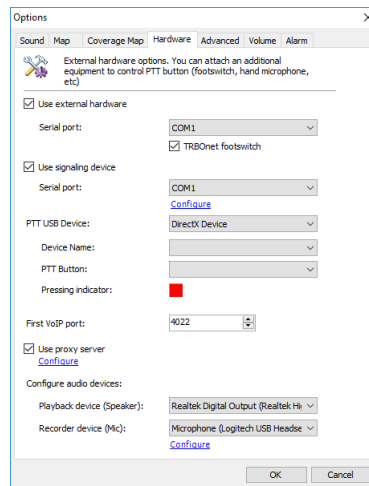 Options
Sound Map Coverage Map Hardware Advanced Volume Alarm
External hardware options. You can attach an additional
equipment to control PTT button (footswitch, hand microphone,
etc)
Use external hardware
Serial port: COM1
TRBOnet footswitch
Use signaling device
Serial port: COM1
Configure
PTT USB Device: DirectX Device
Device Name:
PTT Button:
Pressing indicator:
First VoIP port: 4022
Use proxy server
Configure
Configure audio devices:
Playback device (Speaker): Realtek Digital Output (Realtek Hi
Recorder device (Mic): Microphone (Logitech USB Headse
Configure
OK Cancel